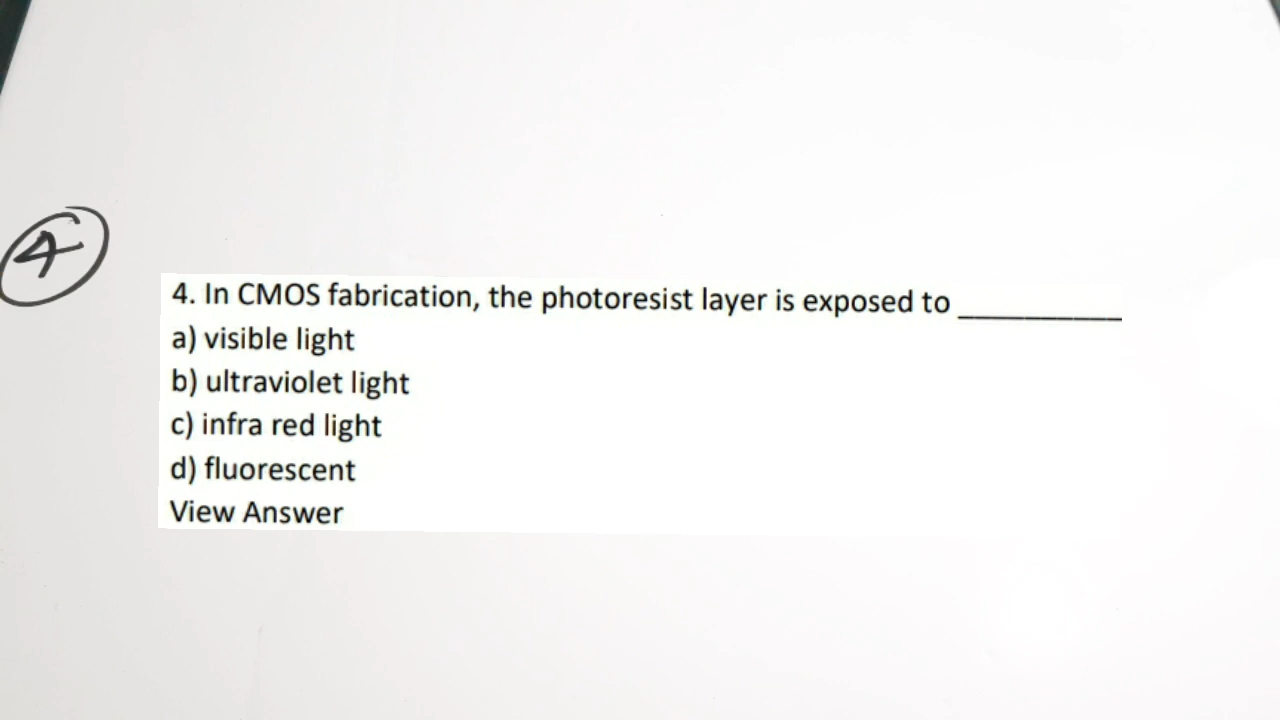 4
4. In CMOS fabrication, the photoresist layer is exposed to __________
a) visible light
b) ultraviolet light
c) infra red light
d) fluorescent
View Answer